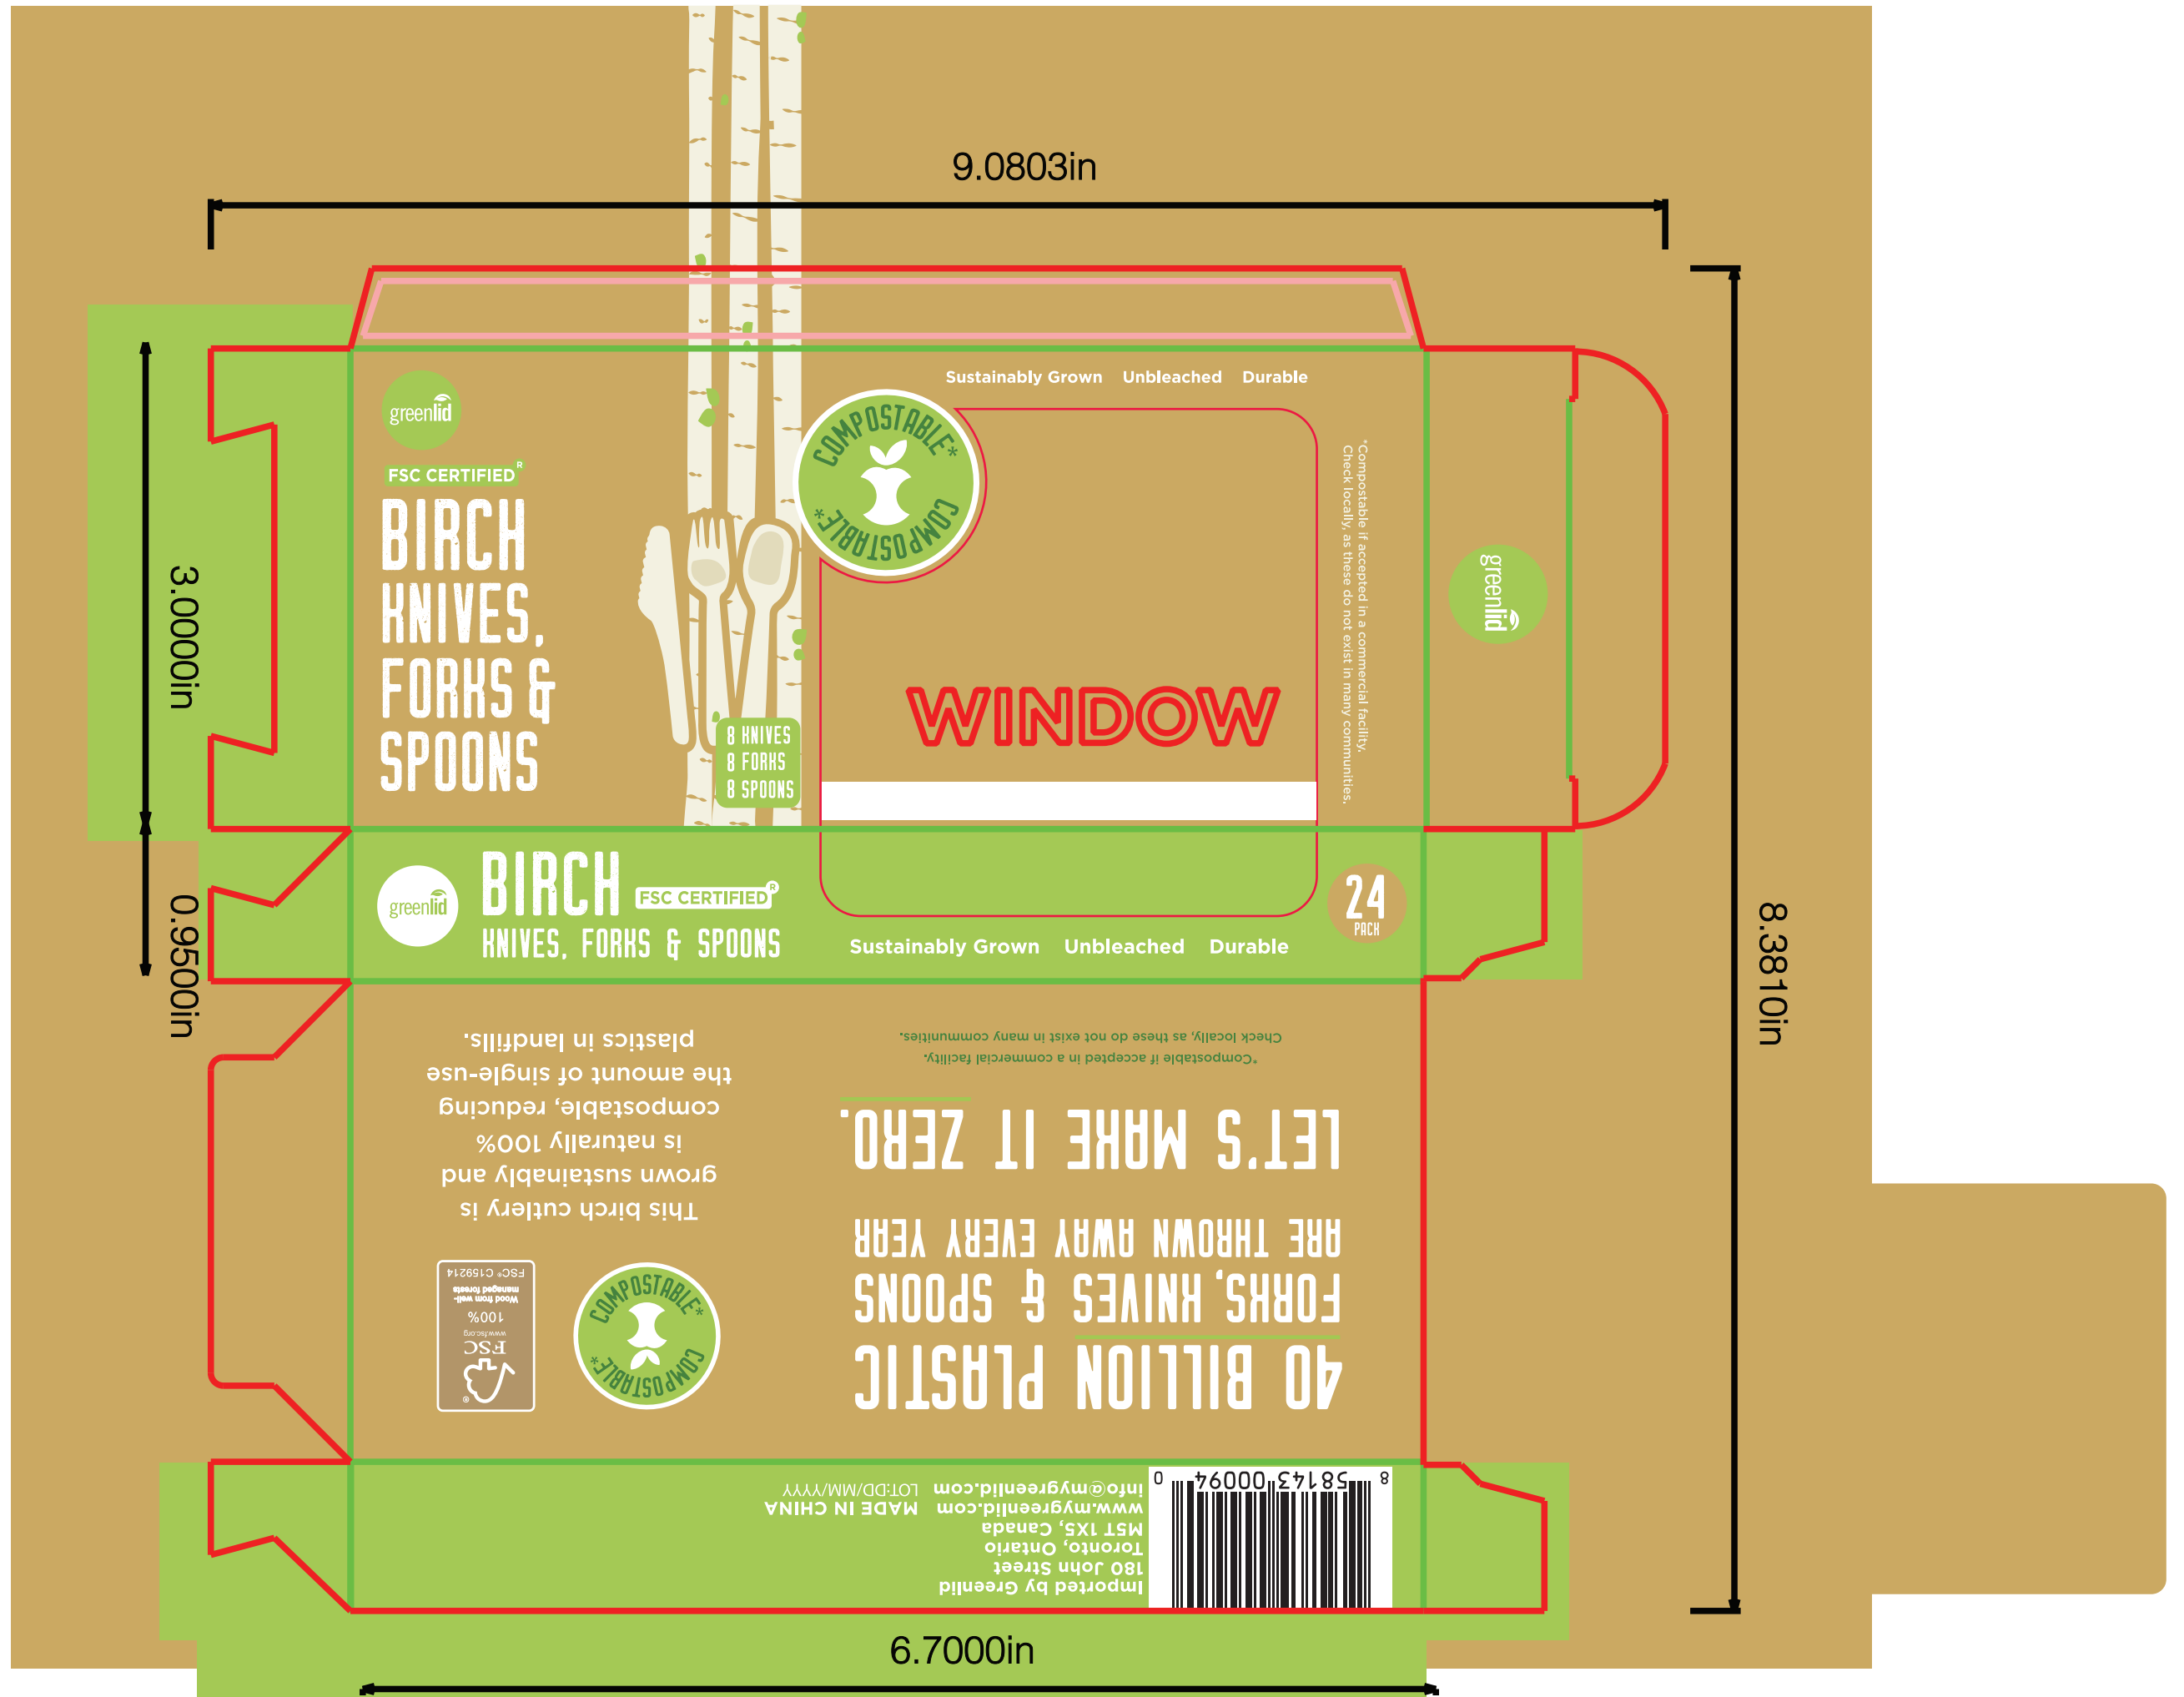 9.0803in
3.0000in
0.9500in
8.3810in
6.7000in
greenlid
FSC CERTIFIED R
BIRCH
KNIVES,
FORKS &
SPOONS
8 KNIVES
8 FORKS
8 SPOONS
COMPOSTABLE*
COMPOSTABLE*
Sustainably Grown Unbleached Durable
WINDOW
*Compostable if accepted in a commercial facility.
Check locally, as these do not exist in many communities.
greenlid
greenlid
BIRCH
FSC CERTIFIED R
KNIVES, FORKS & SPOONS
Sustainably Grown Unbleached Durable
24
PACK
40 BILLION PLASTIC
FORKS, KNIVES & SPOONS
ARE THROWN AWAY EVERY YEAR
LET'S MAKE IT ZERO.
*Compostable if accepted in a commercial facility.
Check locally, as these do not exist in many communities.
COMPOSTABLE*
COMPOSTABLE*
®
FSC
www.fsc.org
100%
Wood from well-
managed forests
FSC® C159214
This birch cutlery is
grown sustainably and
is naturally 100%
compostable, reducing
the amount of single-use
plastics in landfills.
Imported by Greenlid
180 John Street
Toronto, Ontario
M5T 1X5, Canada
www.mygreenlid.com
info@mygreenlid.com
MADE IN CHINA
LOT:DD/MM/YYYY
8 58143 00094 0